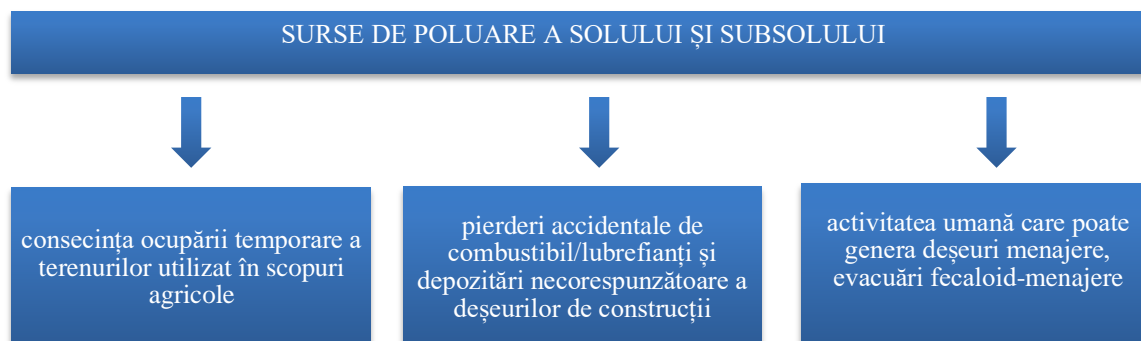 SURSE DE POLUARE A SOLULUI ȘI SUBSOLULUI
consecința ocupării temporare a
terenurilor utilizat în scopuri
agricole
pierderi accidentale de
combustibil/lubrefianți și
depozitări necorespunzătoare a
deșeurilor de construcții
activitatea umană care poate
genera deșeuri menajere,
evacuări fecaloid-menajere